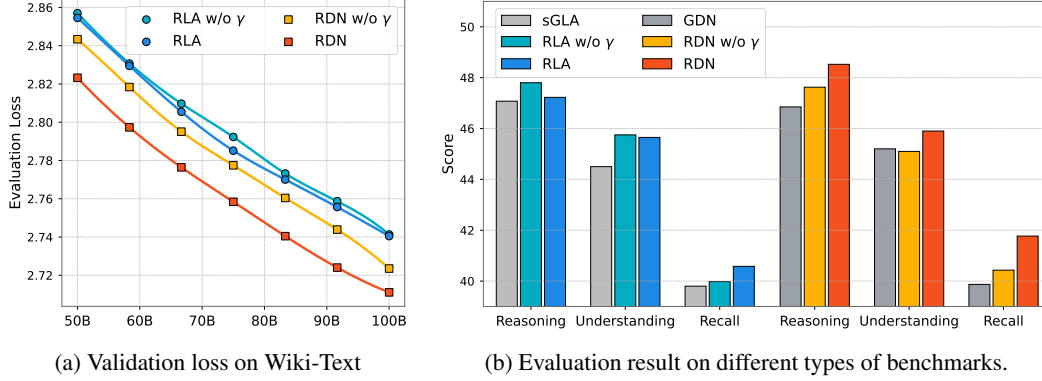 2.86
2.84
2.82
2.80
2.78
2.76
2.74
2.72
Evaluation Loss
RLA w/o γ
RLA
RDN w/o γ
RDN
50B 60B 70B 80B 90B 100B
(a) Validation loss on Wiki-Text
50
48
46
44
42
40
Score
sGLA
RLA w/o γ
RLA
GDN
RDN w/o γ
RDN
Reasoning Understanding Recall Reasoning Understanding Recall
(b) Evaluation result on different types of benchmarks.